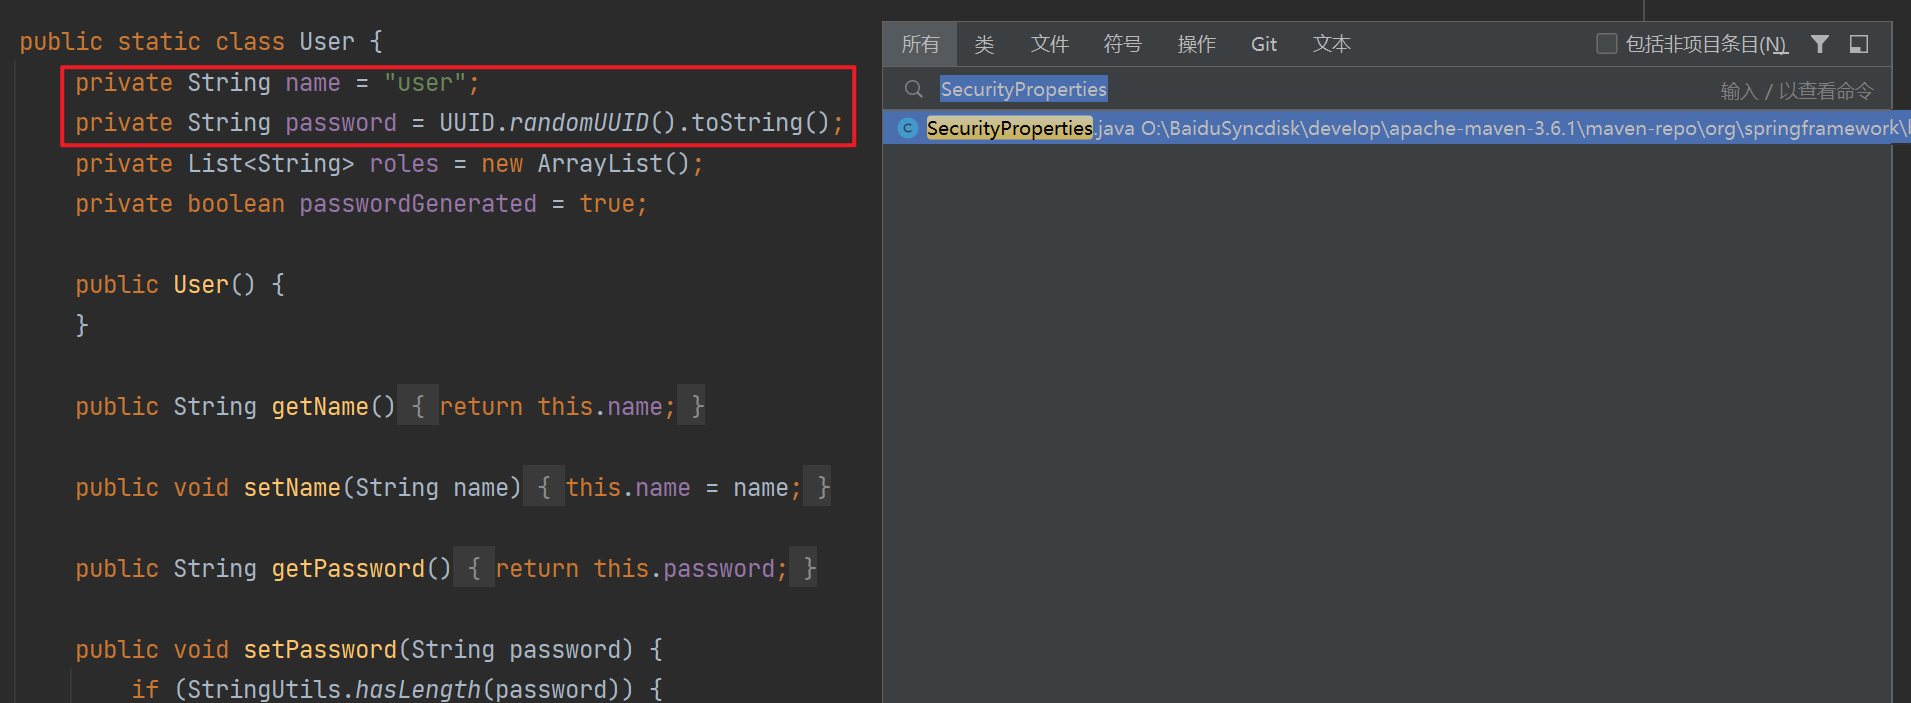 public static class User {
private String name = "user";
private String password = UUID.randomUUID().toString();
private List<String> roles = new ArrayList();
private boolean passwordGenerated = true;
public User() {
}
public String getName() { return this.name; }
public void setName(String name) { this.name = name; }
public String getPassword() { return this.password; }
public void setPassword(String password) {
if (StringUtils.hasLength(password)) {
所有 类 文件 符号 操作 Git 文本 包括非项目条目(N)
SecurityProperties 输入 / 以查看命令
C SecurityProperties.java O:\BaiduSyncdisk\develop\apache-maven-3.6.1\maven-repo\org\springframework\b